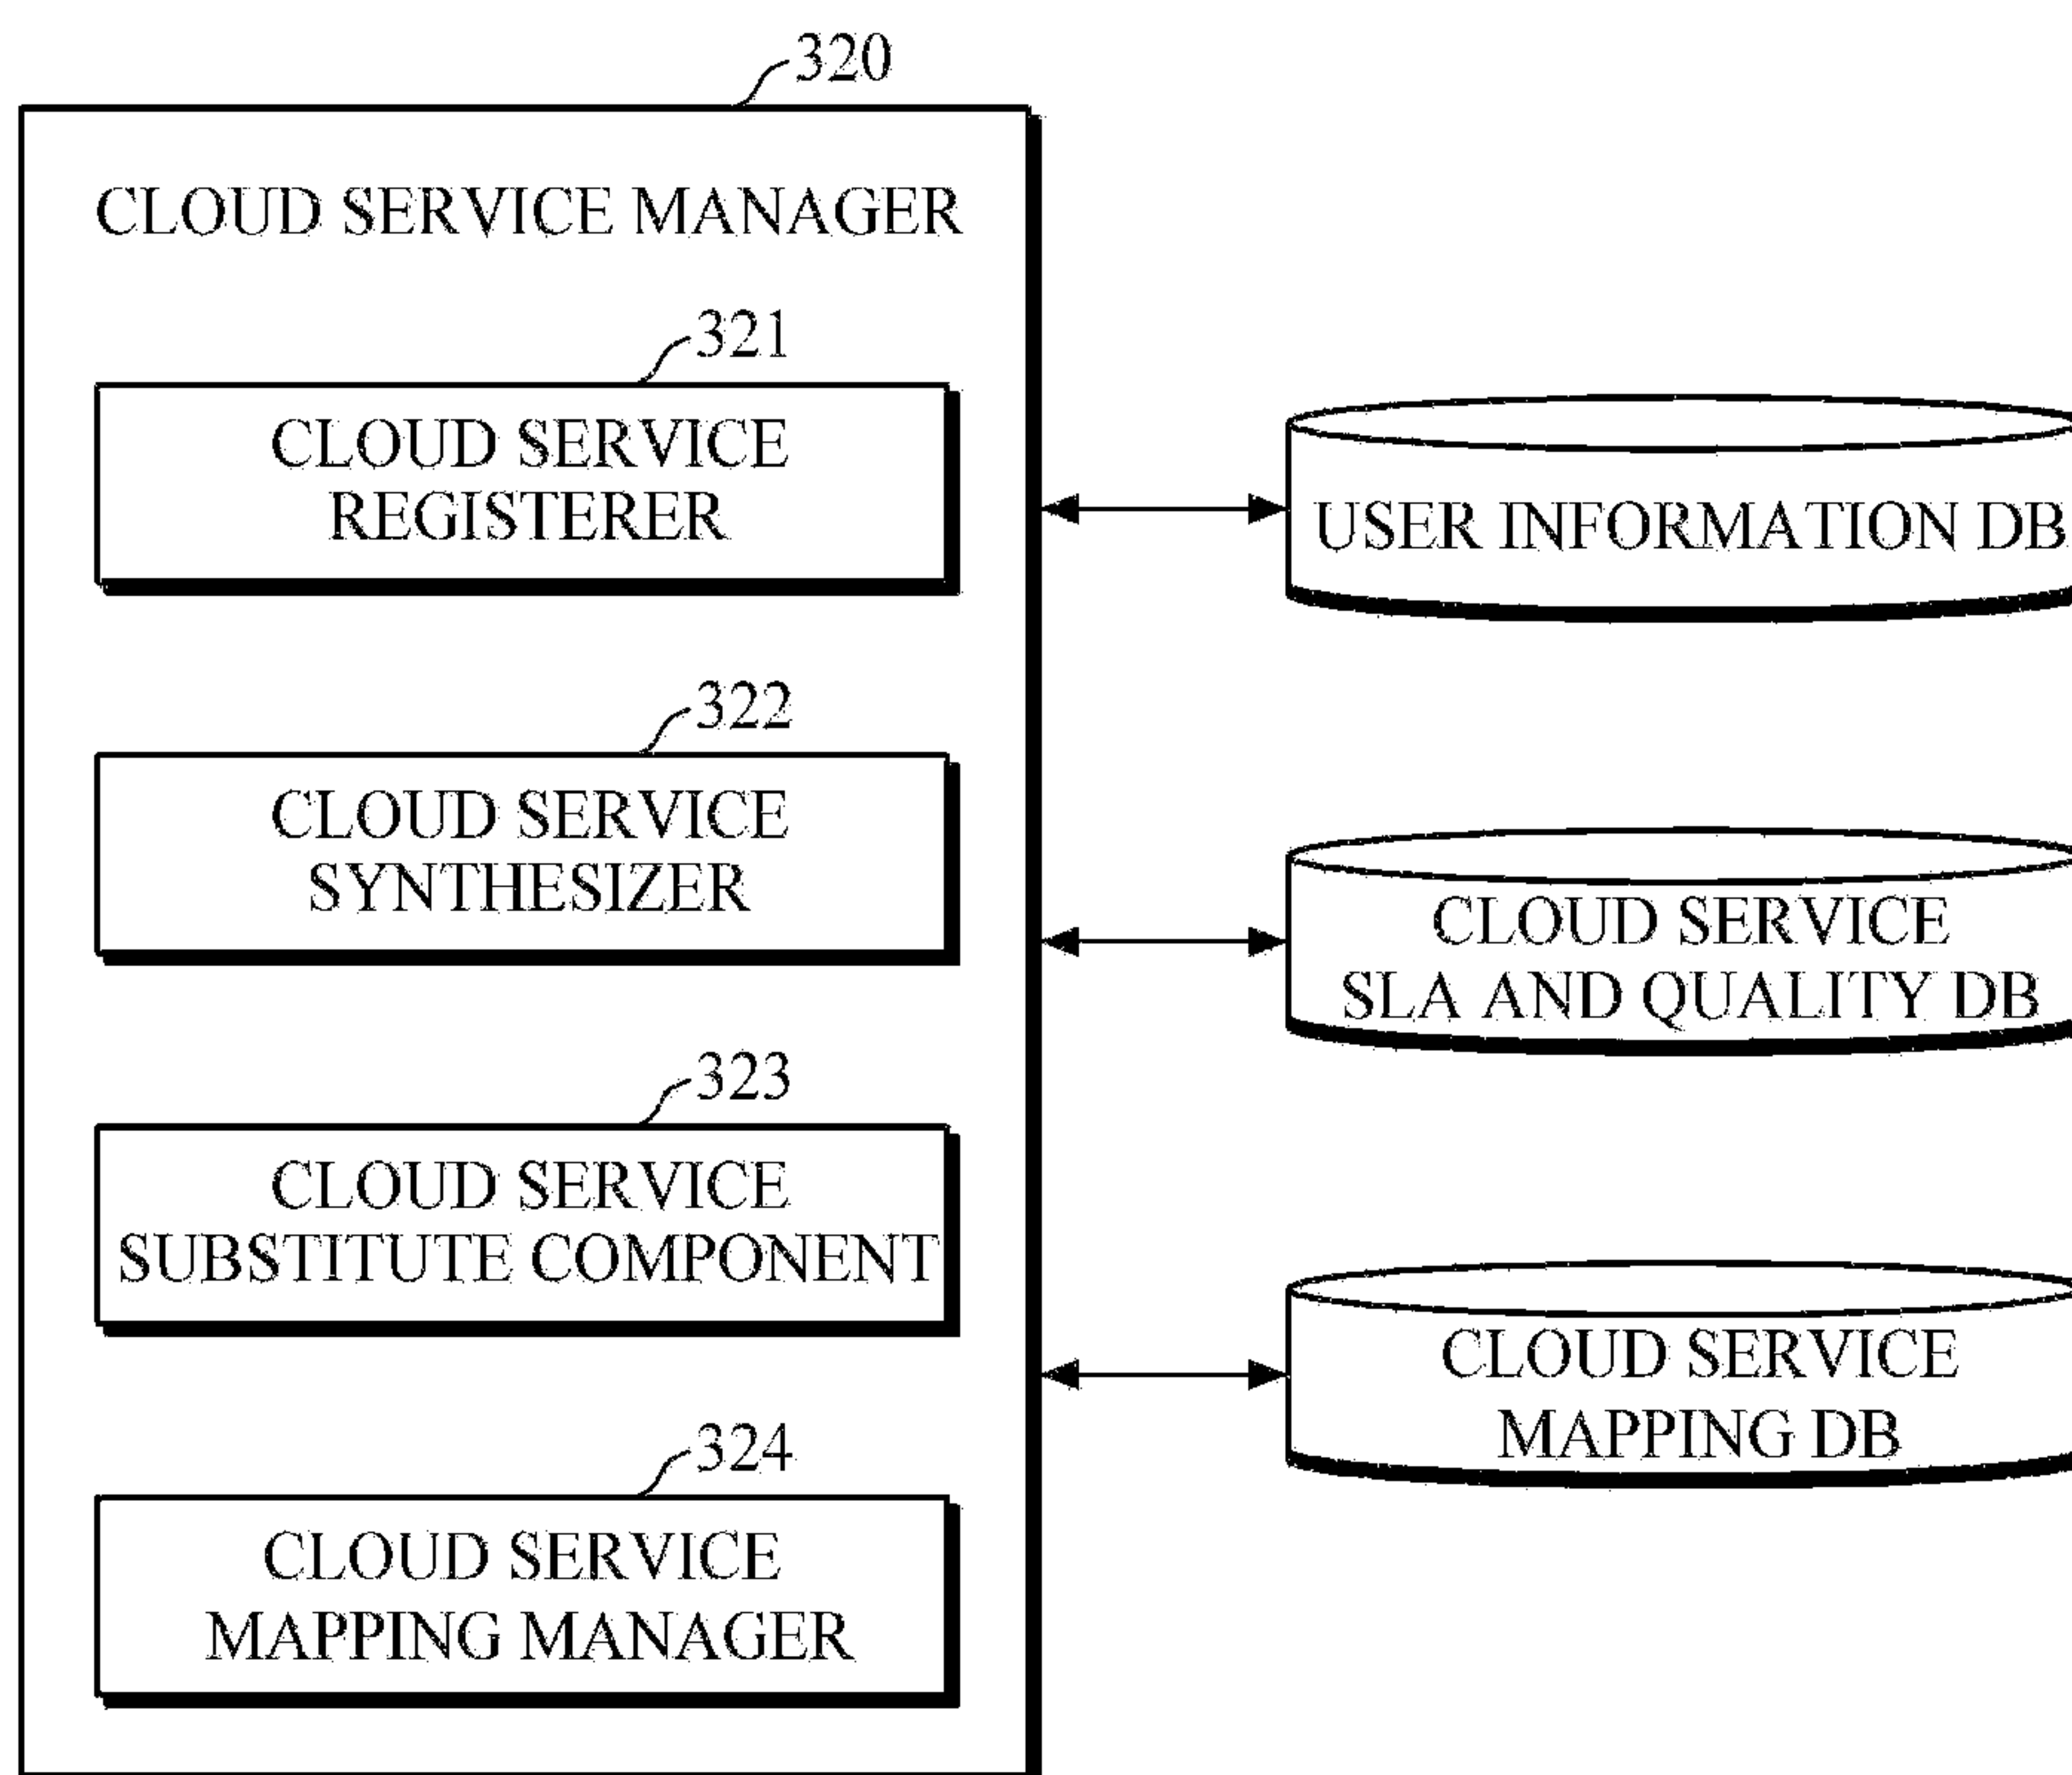 320
CLOUD SERVICE MANAGER
321
CLOUD SERVICE
REGISTERER
322
CLOUD SERVICE
SYNTHESIZER
323
CLOUD SERVICE
SUBSTITUTE COMPONENT
324
CLOUD SERVICE
MAPPING MANAGER
USER INFORMATION DB
CLOUD SERVICE
SLA AND QUALITY DB
CLOUD SERVICE
MAPPING DB